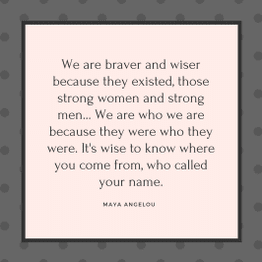 We are braver and wiser
because they existed, those
strong women and strong
men... We are who we are
because they were who they
were. It's wise to know where
you come from, who called
your name.
MAYA ANGELOU